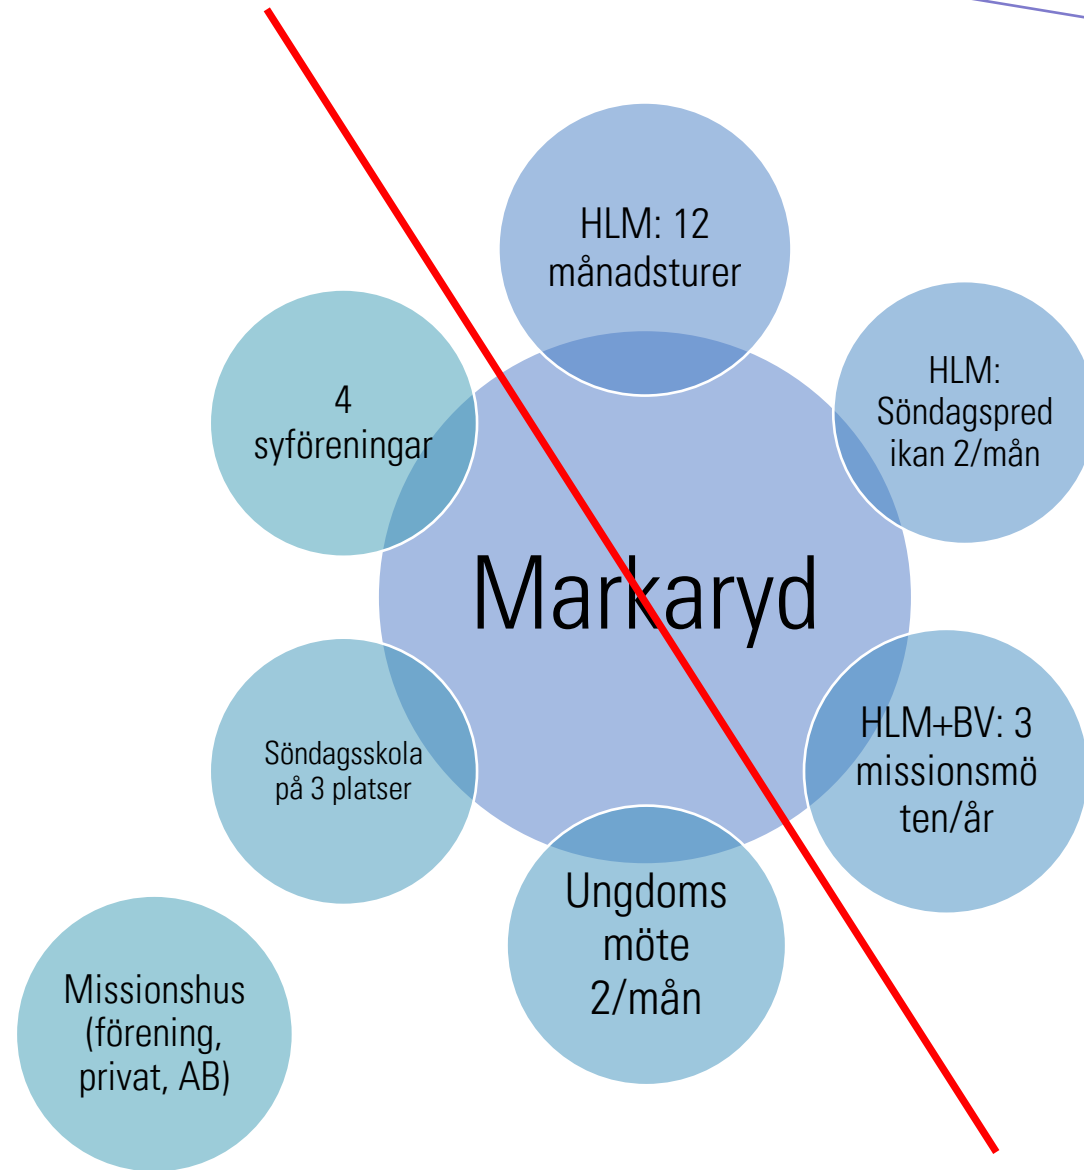 HLM: 12
månadsturer
HLM:
Söndagspred
ikan 2/mån
4
syföreningar
Markaryd
HLM+BV: 3
missionsmö
ten/år
Söndagsskola
på 3 platser
Ungdoms
möte
2/mån
Missionshus
(förening,
privat, AB)